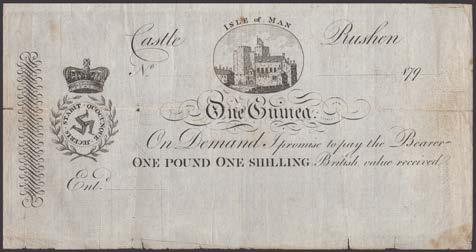 ISLE of MAN
Castle Rushen
No 179
One Guinea.
STABIT QUOCUNQUE JECERIS
On Demand I promise to pay the Bearer
ONE POUND ONE SHILLING British value received
Ent.d